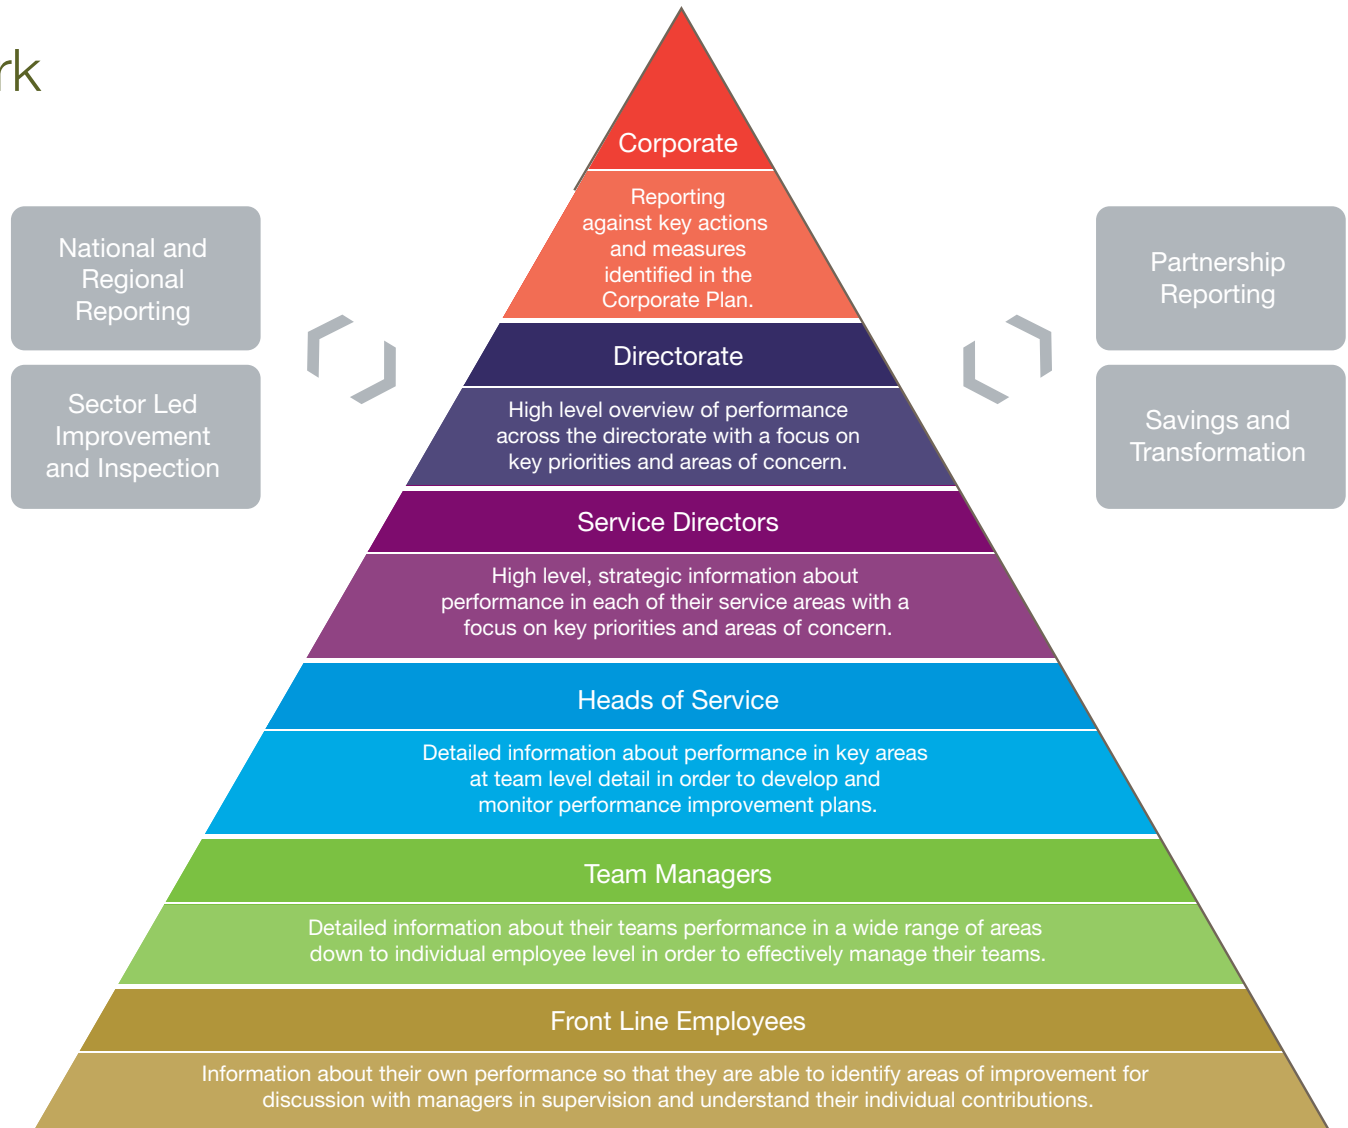 rk
Corporate
Reporting
against key actions
and measures
identified in the
Corporate Plan.
National and
Regional
Reporting
Sector Led
Improvement
and Inspection
Partnership
Reporting
Savings and
Transformation
Directorate
High level overview of performance
across the directorate with a focus on
key priorities and areas of concern.
Service Directors
High level, strategic information about
performance in each of their service areas with a
focus on key priorities and areas of concern.
Heads of Service
Detailed information about performance in key areas
at team level detail in order to develop and
monitor performance improvement plans.
Team Managers
Detailed information about their teams performance in a wide range of areas
down to individual employee level in order to effectively manage their teams.
Front Line Employees
Information about their own performance so that they are able to identify areas of improvement for
discussion with managers in supervision and understand their individual contributions.